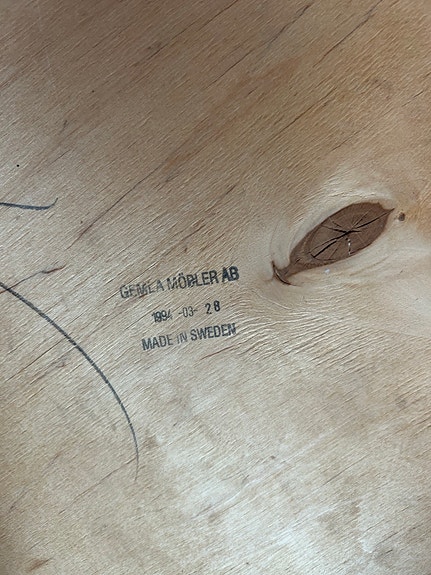 GEMLA MÖBLER AB
1994 -03- 28
MADE IN SWEDEN